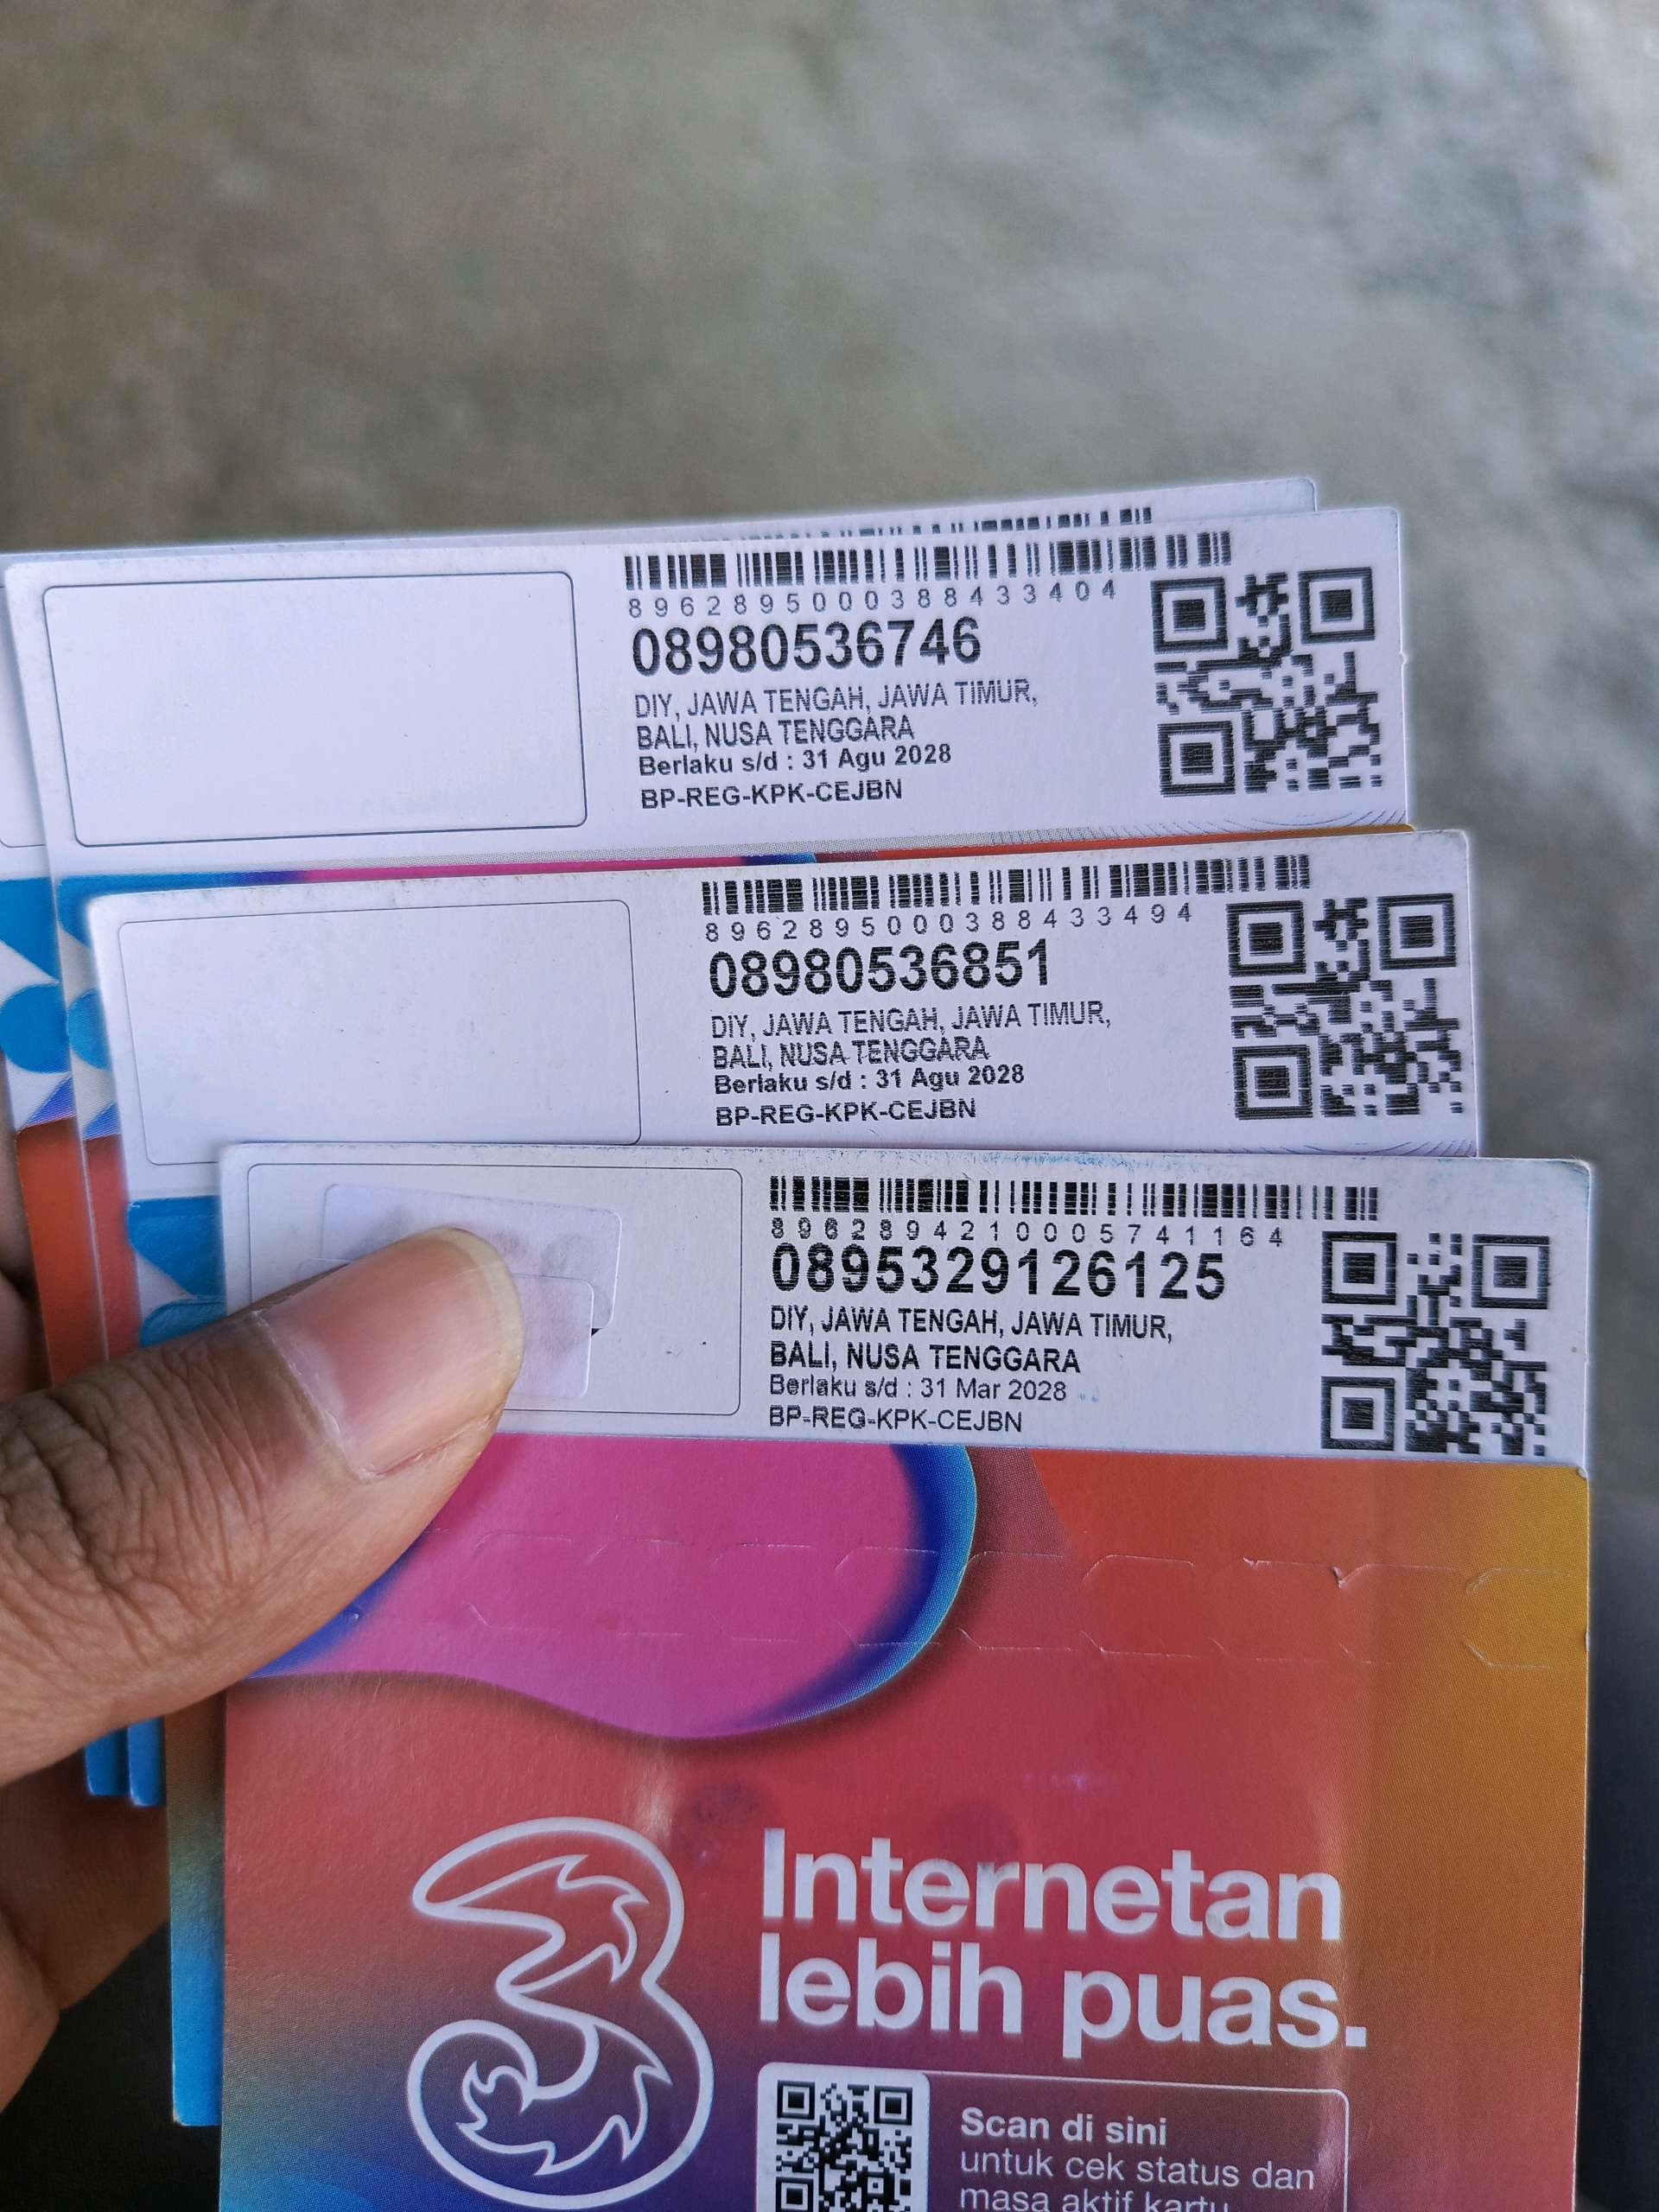 8962895000388433404
08980536746
DIY, JAWA TENGAH, JAWA TIMUR,
BALI, NUSA TENGGARA
Berlaku s/d : 31 Agu 2028
BP-REG-KPK-CEJBN
8962895000388433494
08980536851
DIY, JAWA TENGAH, JAWA TIMUR,
BALI, NUSA TENGGARA
Berlaku s/d : 31 Agu 2028
BP-REG-KPK-CEJBN
8962894210005741164
0895329126125
DIY, JAWA TENGAH, JAWA TIMUR,
BALI, NUSA TENGGARA
Berlaku s/d : 31 Mar 2028
BP-REG-KPK-CEJBN
3
Internetan
lebih puas.
Scan di sini
untuk cek status dan
masa aktif kartu